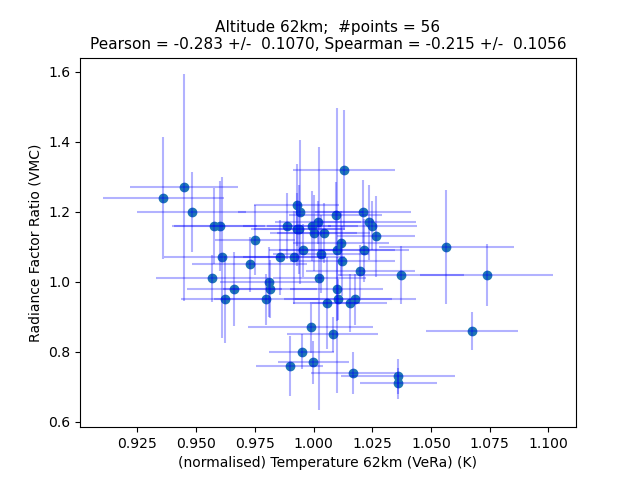 Altitude 62km;  #points = 56
Pearson = -0.283 +/-  0.1070, Spearman = -0.215 +/-  0.1056
1.6
1.4
1.2
1.0
0.8
0.6
Radiance Factor Ratio (VMC)
0.925 0.950 0.975 1.000 1.025 1.050 1.075 1.100
(normalised) Temperature 62km (VeRa) (K)